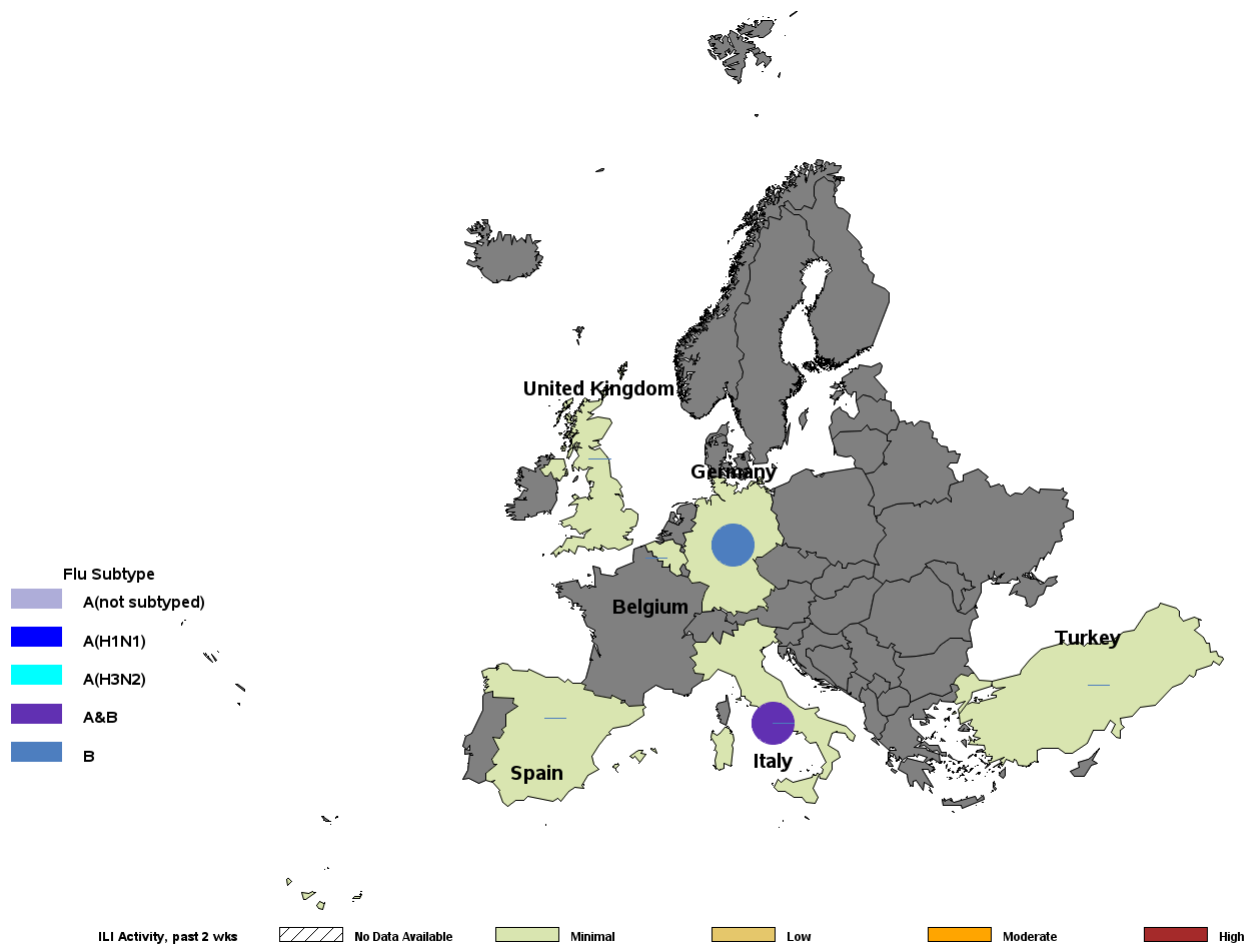 United Kingdom
Germany
Flu Subtype
A(not subtyped)
Belgium
Turkey
A(H1N1)
A(H3N2)
A&B
B
Italy
Spain
ILI Activity, past 2 wks No Data Available Minimal Low Moderate High